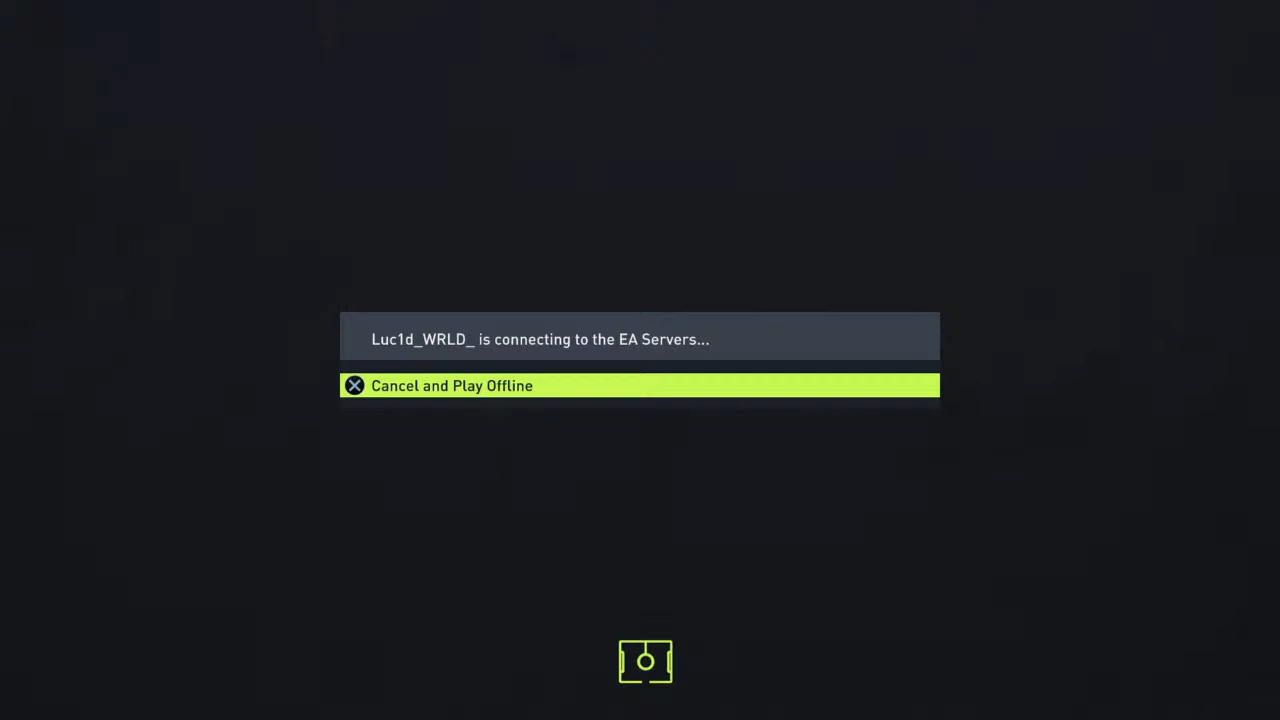 Luc1d_WRLD_ is connecting to the EA Servers...
Cancel and Play Offline